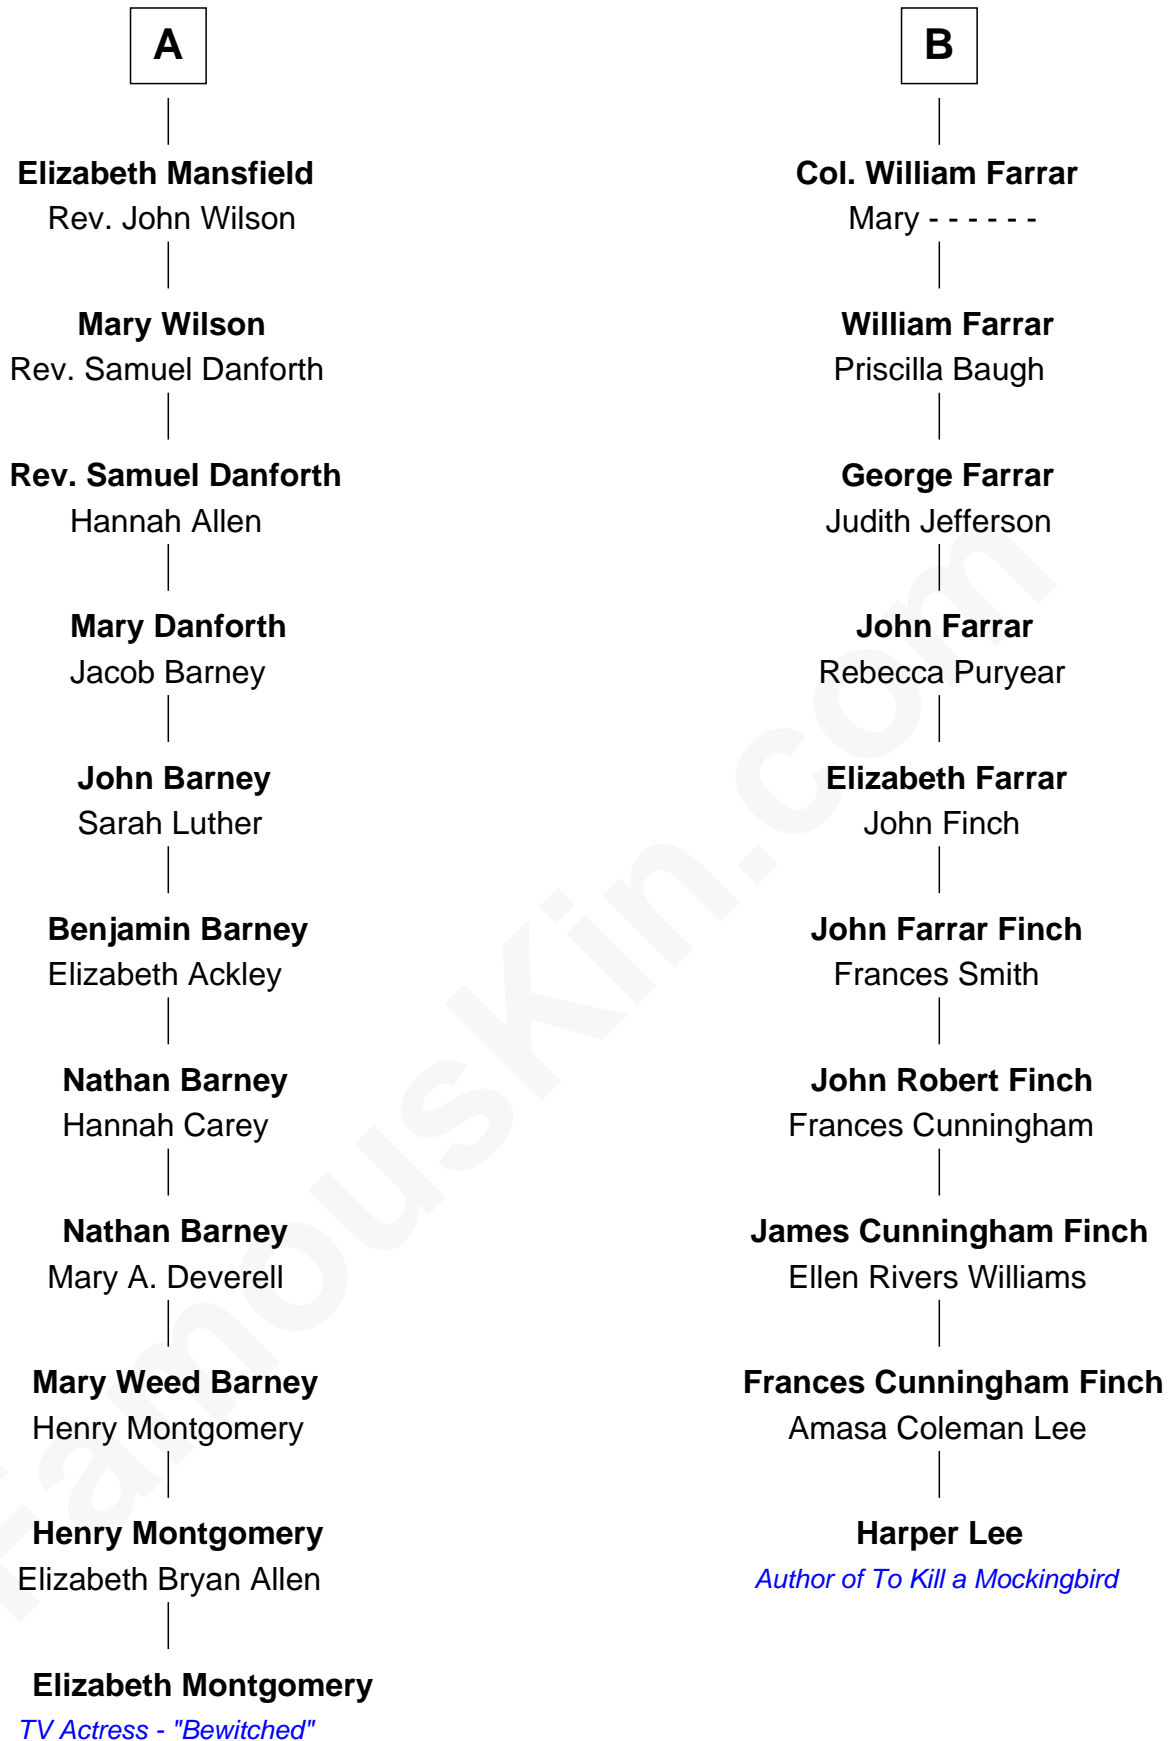 A
Elizabeth Mansfield
Rev. John Wilson
Mary Wilson
Rev. Samuel Danforth
Rev. Samuel Danforth
Hannah Allen
Mary Danforth
Jacob Barney
John Barney
Sarah Luther
Benjamin Barney
Elizabeth Ackley
Nathan Barney
Hannah Carey
Nathan Barney
Mary A. Deverell
Mary Weed Barney
Henry Montgomery
Henry Montgomery
Elizabeth Bryan Allen
Elizabeth Montgomery
TV Actress - "Bewitched"
B
Col. William Farrar
Mary - - - - - -
William Farrar
Priscilla Baugh
George Farrar
Judith Jefferson
John Farrar
Rebecca Puryear
Elizabeth Farrar
John Finch
John Farrar Finch
Frances Smith
John Robert Finch
Frances Cunningham
James Cunningham Finch
Ellen Rivers Williams
Frances Cunningham Finch
Amasa Coleman Lee
Harper Lee
Author of To Kill a Mockingbird
FamousKin.com